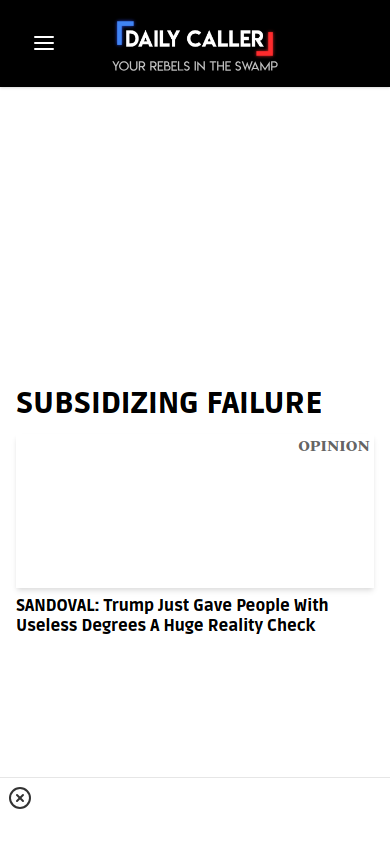 DAILY CALLER
YOUR REBELS IN THE SWAMP
SUBSIDIZING FAILURE
OPINION
SANDOVAL: Trump Just Gave People With
Useless Degrees A Huge Reality Check